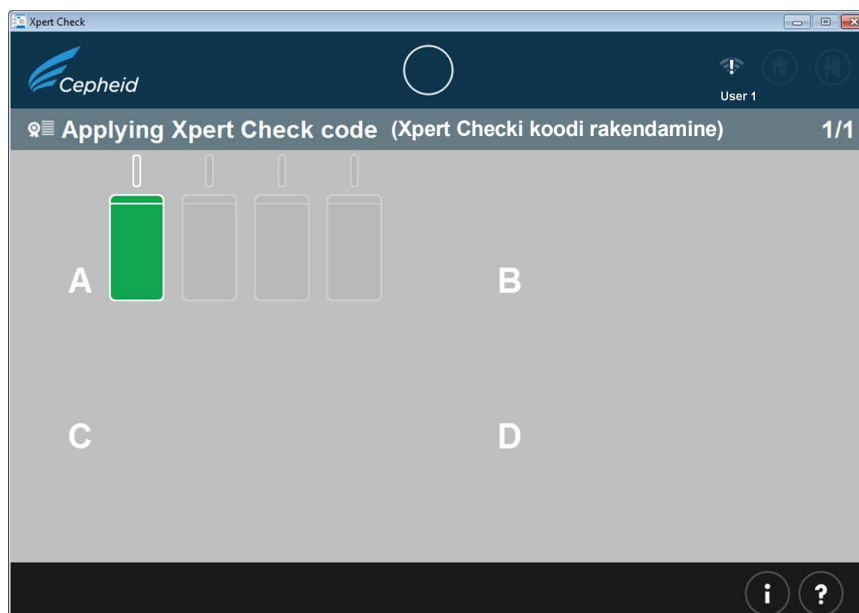 Xpert Check
Cepheid
User 1
Applying Xpert Check code (Xpert Checki koodi rakendamine) 1/1
A
B
C
D
i
?